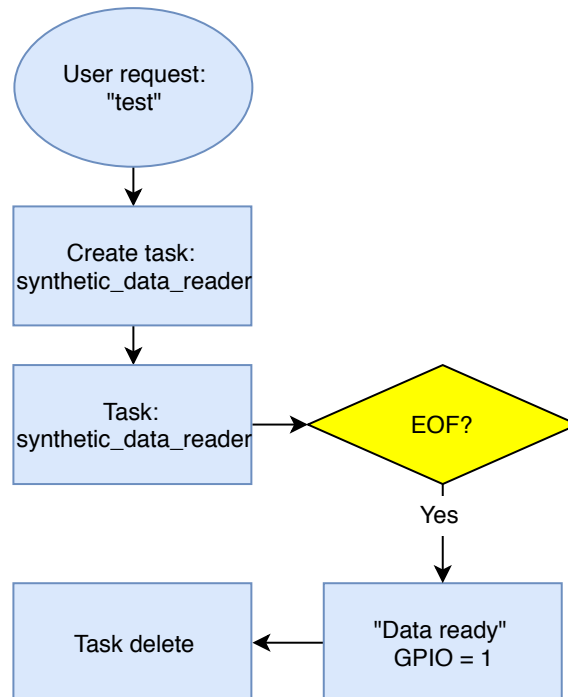 User request:
"test"
Create task:
synthetic_data_reader
Task:
synthetic_data_reader
EOF?
Yes
"Data ready"
GPIO = 1
Task delete